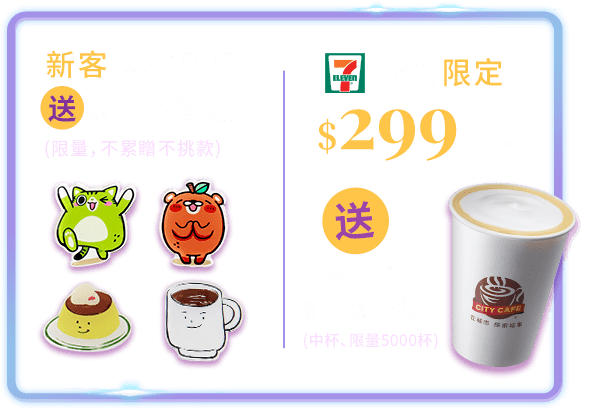 新客
送
(限量，不累贈不挑款)
7
ELEVEN
限定
$299
送
(中杯、限量5000杯)
CITY CAFE
在城市 探索城事